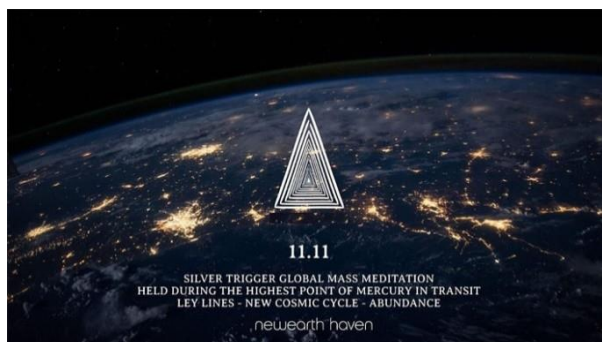 11.11
SILVER TRIGGER GLOBAL MASS MEDITATION
HELD DURING THE HIGHEST POINT OF MERCURY IN TRANSIT
LEY LINES - NEW COSMIC CYCLE - ABUNDANCE
newearth haven